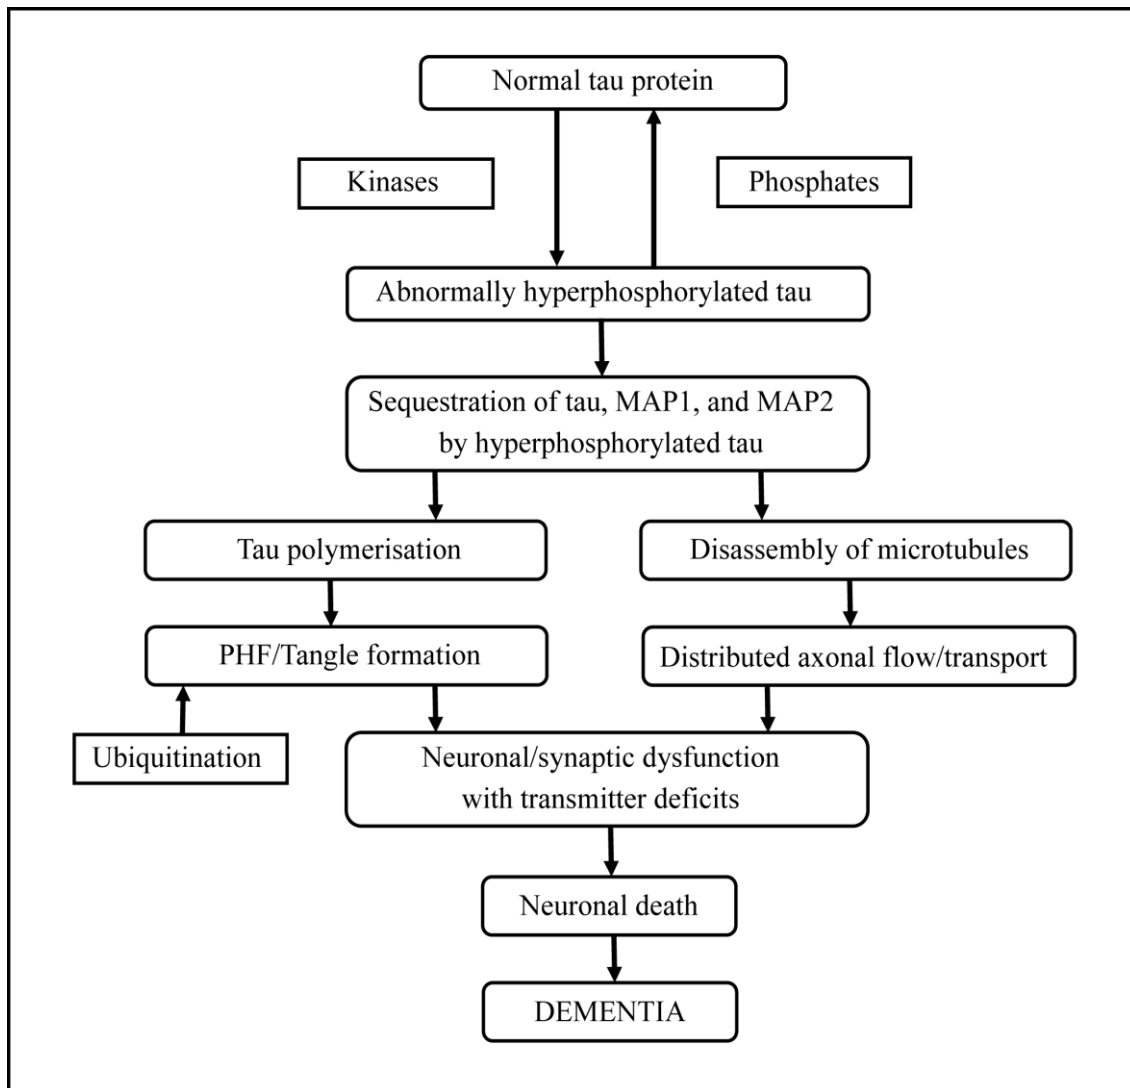 Normal tau protein
Kinases
Phosphates
Abnormally hyperphosphorylated tau
Sequestration of tau, MAP1, and MAP2
by hyperphosphorylated tau
Tau polymerisation
Disassembly of microtubules
PHF/Tangle formation
Distributed axonal flow/transport
Ubiquitination
Neuronal/synaptic dysfunction
with transmitter deficits
Neuronal death
DEMENTIA